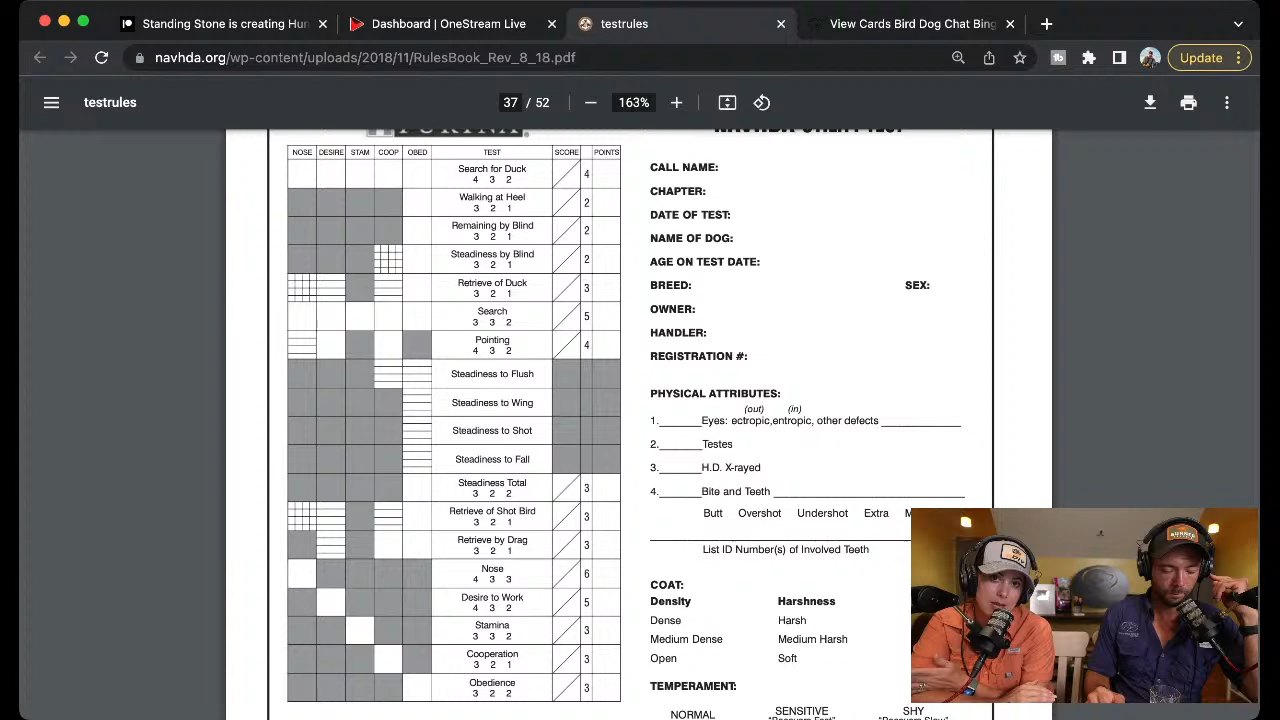 Standing Stone is creating Hun
Dashboard | OneStream Live
testrules
View Cards Bird Dog Chat Bing
navhda.org/wp-content/uploads/2018/11/RulesBook_Rev_8_18.pdf
Update
testrules
37 / 52
163%
PURINA
NAVHDA UTILITY TEST
NOSE DESIRE STAM COOP OBED TEST SCORE POINTS
Search for Duck
4 3 2
4
Walking at Heel
3 2 1
2
Remaining by Blind
3 2 1
2
Steadiness by Blind
3 2 1
2
Retrieve of Duck
3 2 1
3
Search
3 3 2
5
Pointing
4 3 2
4
Steadiness to Flush
Steadiness to Wing
Steadiness to Shot
Steadiness to Fall
Steadiness Total
3 2 2
3
Retrieve of Shot Bird
3 2 1
3
Retrieve by Drag
3 2 1
3
Nose
4 3 3
6
Desire to Work
4 3 2
5
Stamina
3 3 2
3
Cooperation
3 2 1
3
Obedience
3 2 2
3
CALL NAME:
CHAPTER:
DATE OF TEST:
NAME OF DOG:
AGE ON TEST DATE:
BREED: SEX:
OWNER:
HANDLER:
REGISTRATION #:
PHYSICAL ATTRIBUTES:
(out) (in)
1._______Eyes: ectropic,entropic, other defects _____________
2._______Testes
3._______H.D. X-rayed
4._______Bite and Teeth _______________________________
Butt Overshot Undershot Extra M
List ID Number(s) of Involved Teeth
COAT:
Density Harshness
Dense Harsh
Medium Dense Medium Harsh
Open Soft
TEMPERAMENT:
NORMAL SENSITIVE SHY
"Recovers Fast" "Recovers Slow"